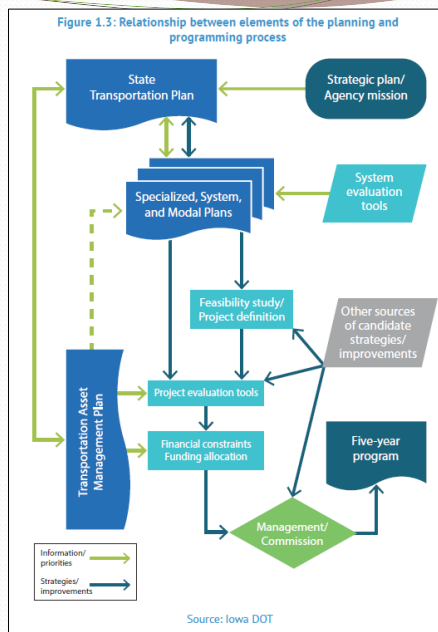 Figure 1.3: Relationship between elements of the planning and
programming process
State
Transportation Plan
Strategic plan/
Agency mission
Specialized, System,
and Modal Plans
System
evaluation
tools
Feasibility study/
Project definition
Other sources
of candidate
strategies/
improvements
Transportation Asset
Management Plan
Project evaluation tools
Financial constraints
Funding allocation
Five-year
program
Management/
Commission
Information/
priorities
Strategies/
improvements
Source: Iowa DOT